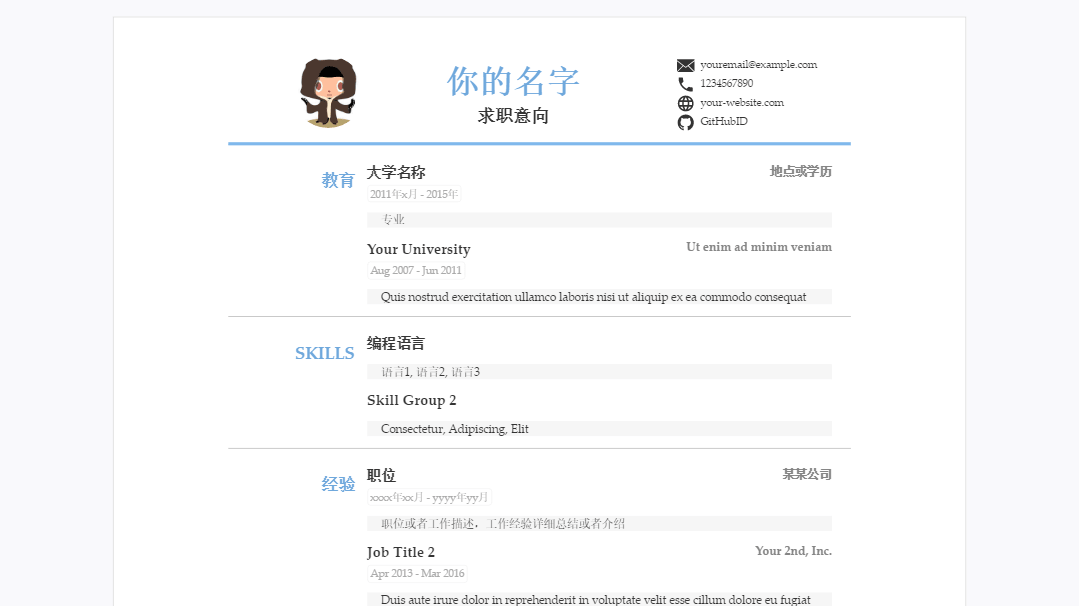 你的名字
求职意向
youremail@example.com
1234567890
your-website.com
GitHubID
教育
大学名称
地点或学历
2011年x月 - 2015年
专业
Your University
Ut enim ad minim veniam
Aug 2007 - Jun 2011
Quis nostrud exercitation ullamco laboris nisi ut aliquip ex ea commodo consequat
SKILLS
编程语言
语言1, 语言2, 语言3
Skill Group 2
Consectetur, Adipiscing, Elit
经验
职位
某某公司
xxxx年xx月 - yyyy年yy月
职位或者工作描述，工作经验详细总结或者介绍
Job Title 2
Your 2nd, Inc.
Apr 2013 - Mar 2016
Duis aute irure dolor in reprehenderit in voluptate velit esse cillum dolore eu fugiat